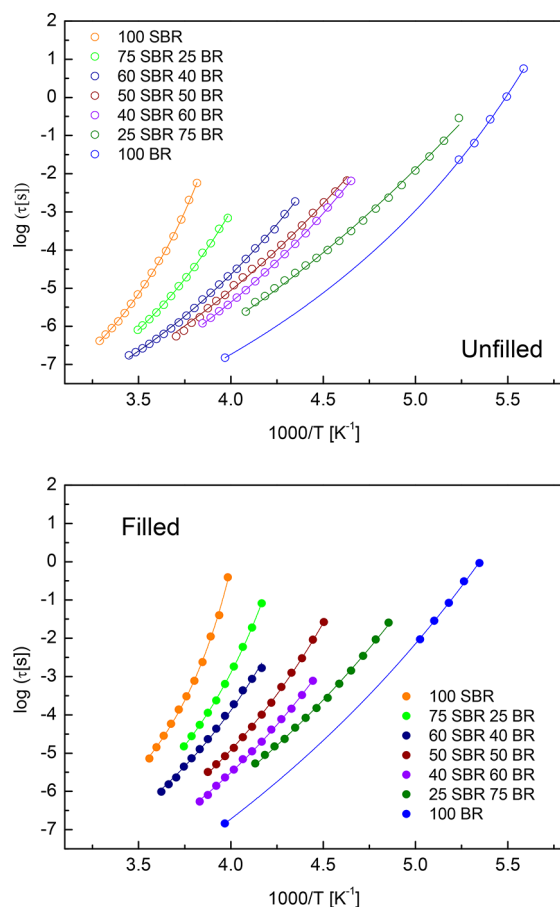 2
1
0
-1
-2
-3
-4
-5
-6
-7
log (τ[s])
100 SBR
75 SBR 25 BR
60 SBR 40 BR
50 SBR 50 BR
40 SBR 60 BR
25 SBR 75 BR
100 BR
Unfilled
3.5 4.0 4.5 5.0 5.5
1000/T [K⁻¹]
2
1
0
-1
-2
-3
-4
-5
-6
-7
log (τ[s])
Filled
100 SBR
75 SBR 25 BR
60 SBR 40 BR
50 SBR 50 BR
40 SBR 60 BR
25 SBR 75 BR
100 BR
3.5 4.0 4.5 5.0 5.5
1000/T [K⁻¹]